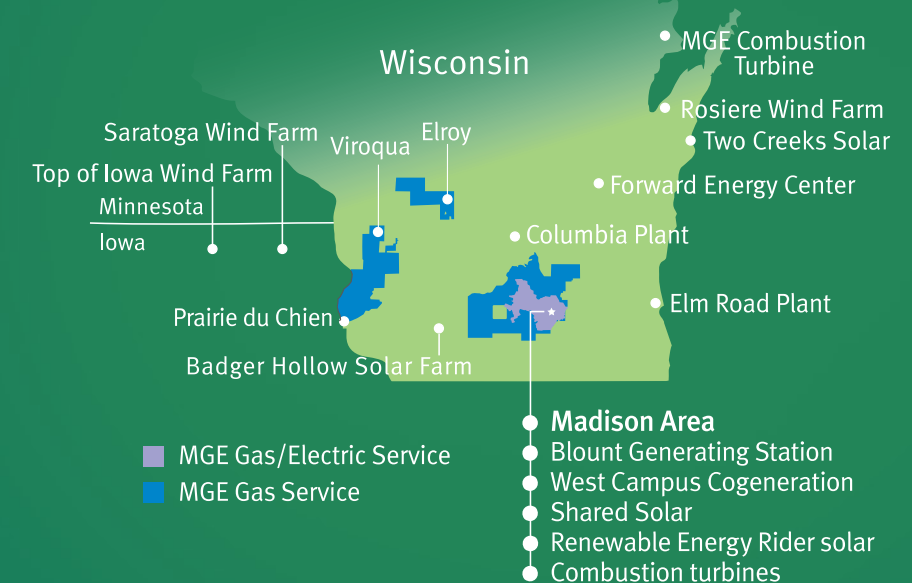 Wisconsin
MGE Combustion
Turbine
Rosiere Wind Farm
Two Creeks Solar
Forward Energy Center
Saratoga Wind Farm
Viroqua
Elroy
Top of Iowa Wind Farm
Minnesota
Iowa
Columbia Plant
Elm Road Plant
Prairie du Chien
Badger Hollow Solar Farm
Madison Area
Blount Generating Station
West Campus Cogeneration
Shared Solar
Renewable Energy Rider solar
Combustion turbines
MGE Gas/Electric Service
MGE Gas Service